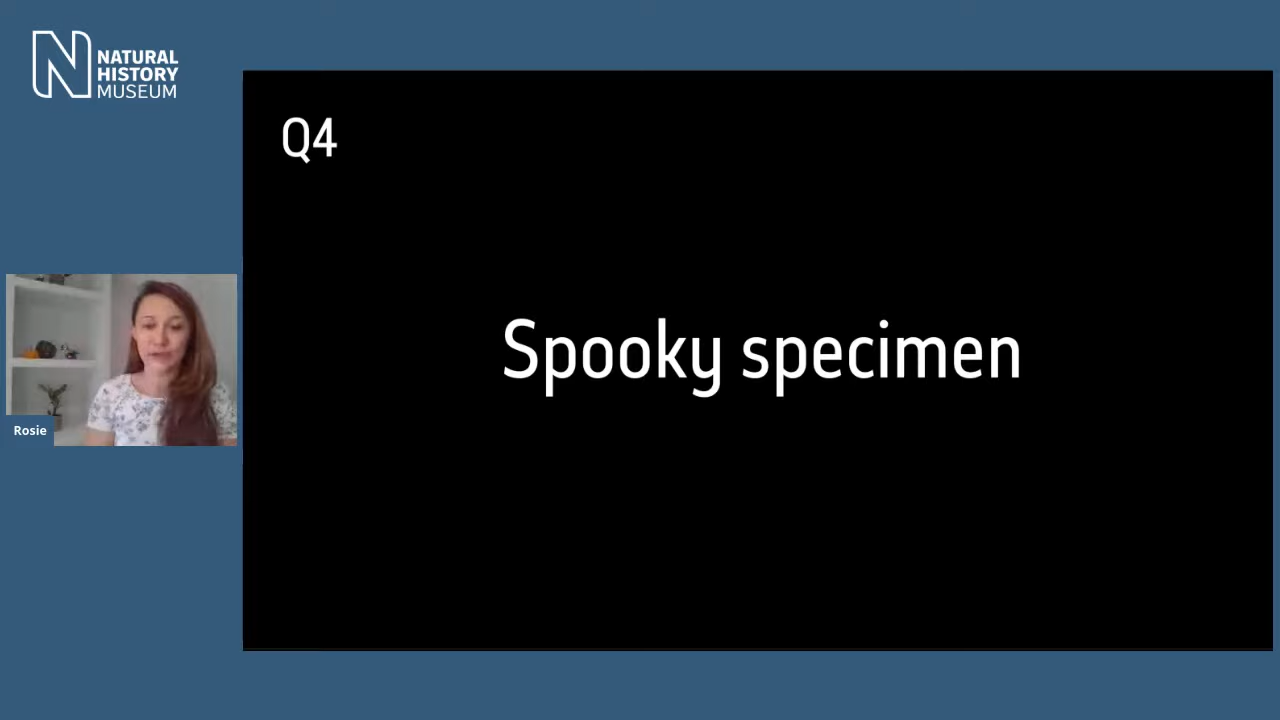 NATURAL
HISTORY
MUSEUM
Q4
Spooky specimen
Rosie